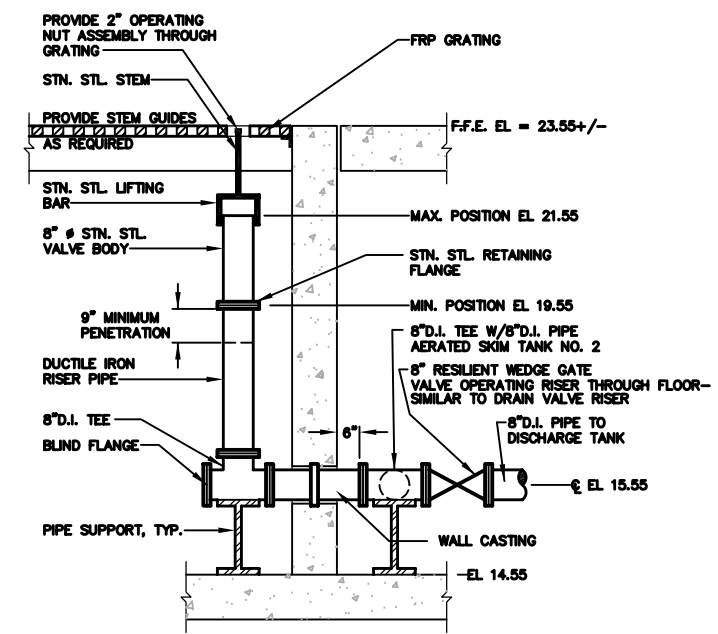 PROVIDE 2" OPERATING
NUT ASSEMBLY THROUGH
GRATING
FRP GRATING
STN. STL. STEM
PROVIDE STEM GUIDES
AS REQUIRED
F.F.E. EL = 23.55+/-
STN. STL. LIFTING
BAR
MAX. POSITION EL 21.55
8" ø STN. STL.
VALVE BODY
STN. STL. RETAINING
FLANGE
MIN. POSITION EL 19.55
9" MINIMUM
PENETRATION
8"D.I. TEE W/8"D.I. PIPE
AERATED SKIM TANK NO. 2
DUCTILE IRON
RISER PIPE
8" RESILIENT WEDGE GATE
VALVE OPERATING RISER THROUGH FLOOR-
SIMILAR TO DRAIN VALVE RISER
8"D.I. TEE
6"
8"D.I. PIPE TO
DISCHARGE TANK
BLIND FLANGE
℄ EL 15.55
PIPE SUPPORT, TYP.
WALL CASTING
EL 14.55